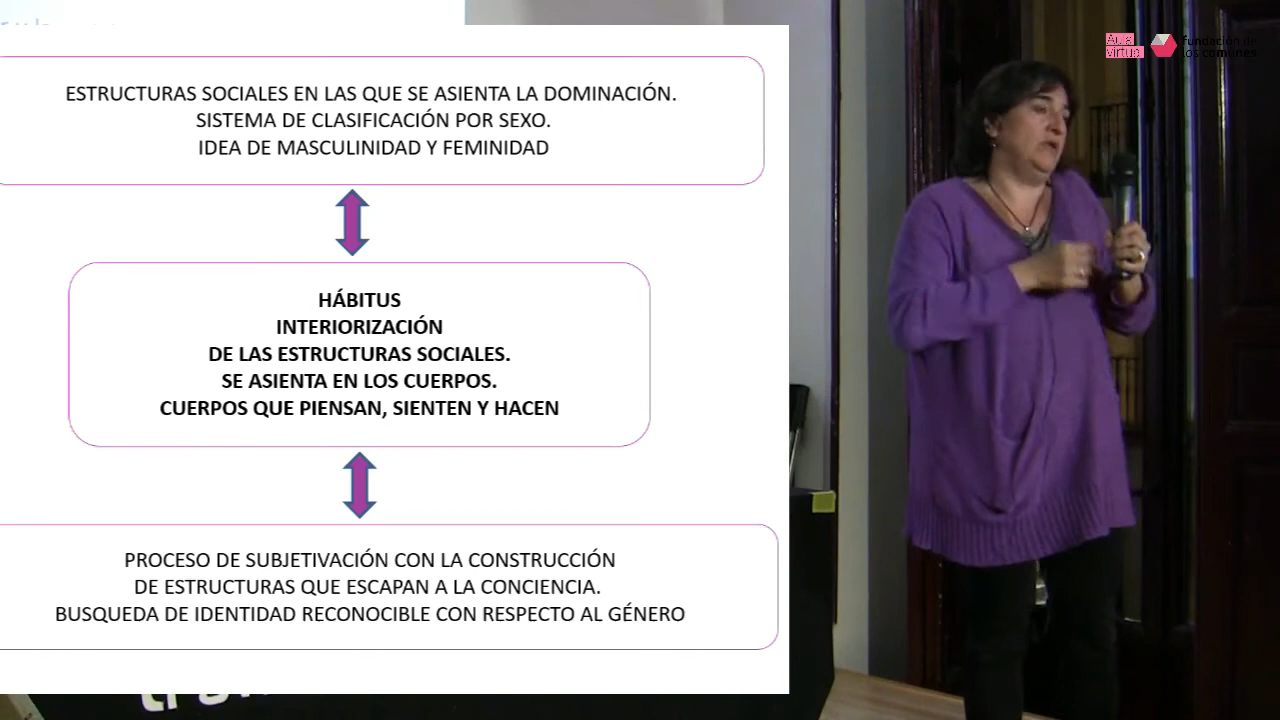 Aula
virtual
fundación de
los comunes
ESTRUCTURAS SOCIALES EN LAS QUE SE ASIENTA LA DOMINACIÓN.
SISTEMA DE CLASIFICACIÓN POR SEXO.
IDEA DE MASCULINIDAD Y FEMINIDAD
HÁBITUS
INTERIORIZACIÓN
DE LAS ESTRUCTURAS SOCIALES.
SE ASIENTA EN LOS CUERPOS.
CUERPOS QUE PIENSAN, SIENTEN Y HACEN
PROCESO DE SUBJETIVACIÓN CON LA CONSTRUCCIÓN
DE ESTRUCTURAS QUE ESCAPAN A LA CONCIENCIA.
BUSQUEDA DE IDENTIDAD RECONOCIBLE CON RESPECTO AL GÉNERO